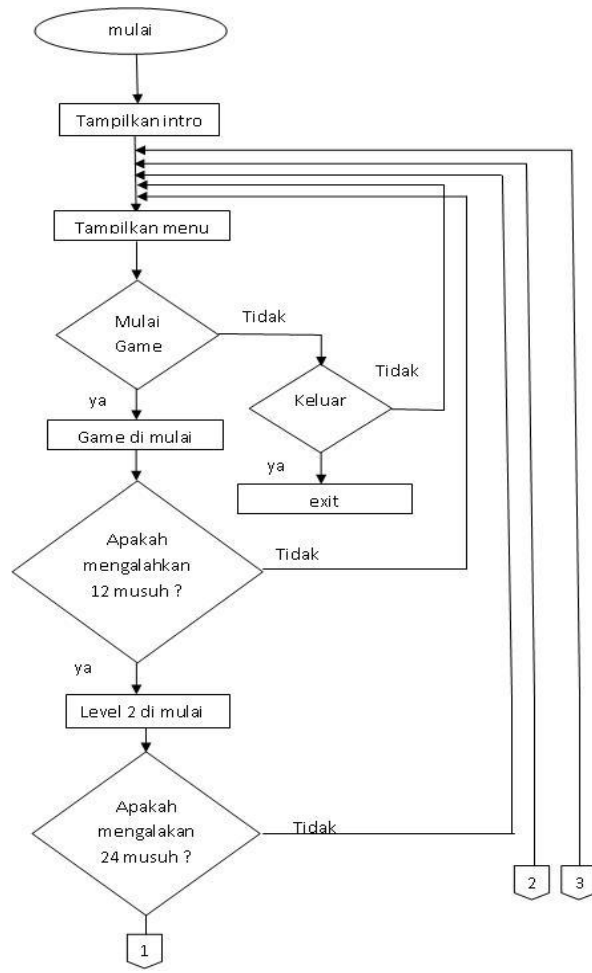 mulai
Tampilkan intro
Tampilkan menu
Mulai
Game
Tidak
Keluar
Tidak
ya
Game di mulai
ya
exit
Apakah
mengalahkan
12 musuh ?
Tidak
ya
Level 2 di mulai
Apakah
mengalakan
24 musuh ?
Tidak
2
3
1